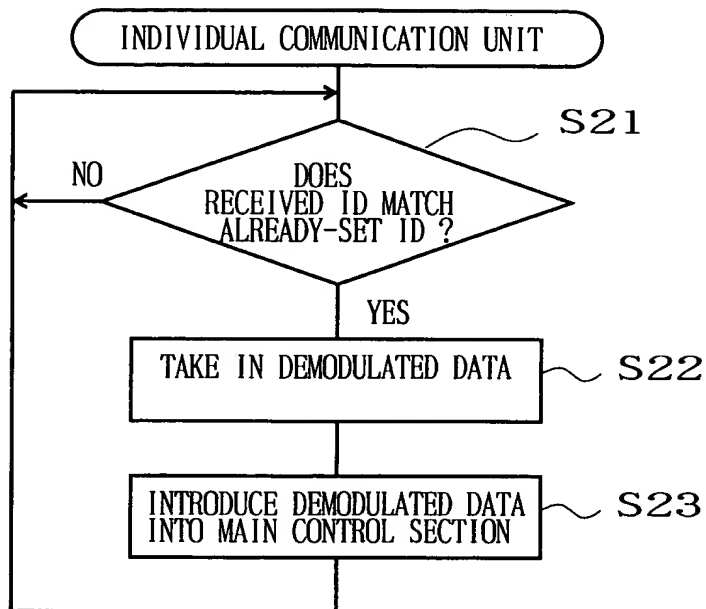 INDIVIDUAL COMMUNICATION UNIT
S21
NO
DOES
RECEIVED ID MATCH
ALREADY-SET ID ?
YES
TAKE IN DEMODULATED DATA
S22
INTRODUCE DEMODULATED DATA
INTO MAIN CONTROL SECTION
S23